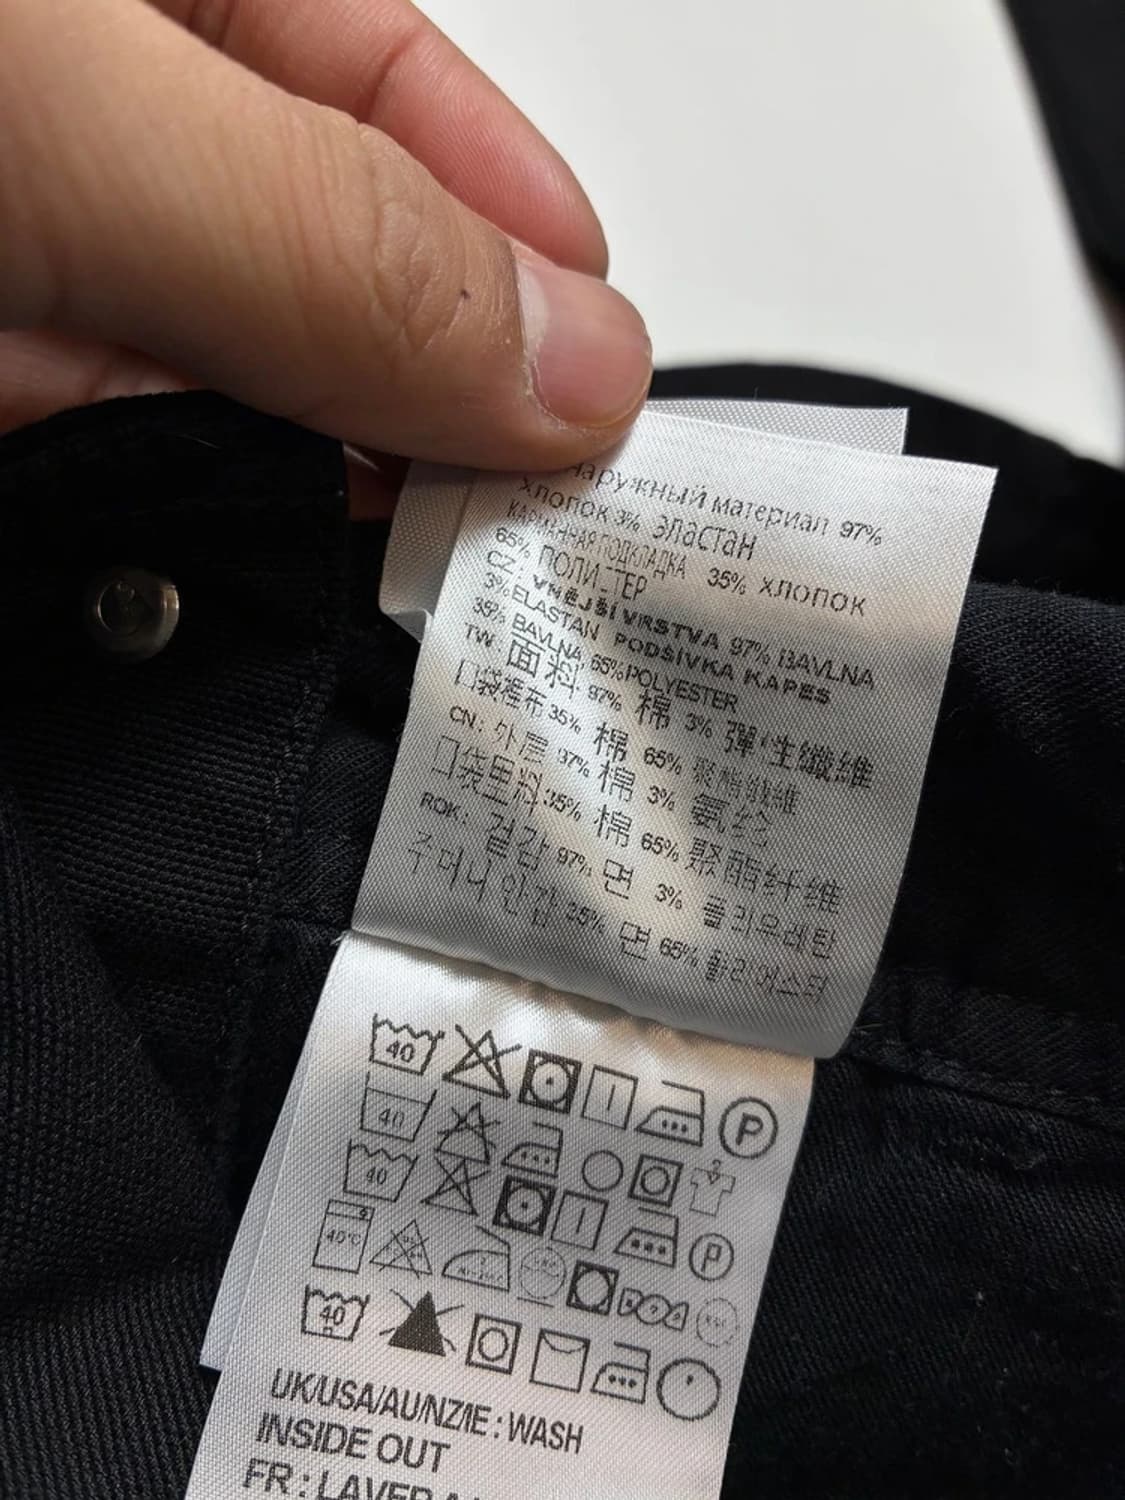 наружный материал 97%
хлопок 3% эластан
КАРМАННАЯ ПОДКЛАДКА 35% хлопок
65% ПОЛИ_ТЕР
CZ: VNĚJŠÍ VRSTVA 97% BAVLNA
3% ELASTAN PODŠÍVKA KAPES
35% BAVLNA, 65% POLYESTER
TW: 面料 97% 棉 3% 彈性纖維
口袋裡布 35% 棉 65% 聚酯纖維
CN: 外层 97% 棉 3% 氨纶
口袋里料 35% 棉 65% 聚酯纤维
ROK: 겉감 97% 면 3% 폴리우레탄
주머니 안감 35% 면 65% 폴리에스터
40 P
40
40 P
40°C
40
UK/USA/AU/NZ/IE : WASH
INSIDE OUT
FR : LAVER